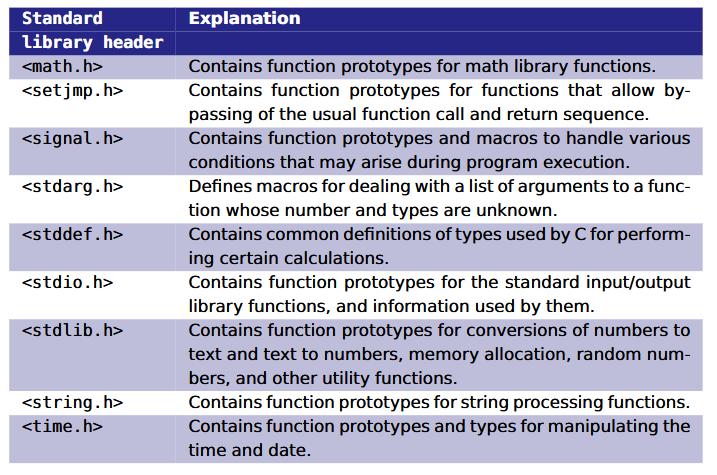 Standard Explanation
library header
<math.h> Contains function prototypes for math library functions.
<setjmp.h> Contains function prototypes for functions that allow by-
passing of the usual function call and return sequence.
<signal.h> Contains function prototypes and macros to handle various
conditions that may arise during program execution.
<stdarg.h> Defines macros for dealing with a list of arguments to a func-
tion whose number and types are unknown.
<stddef.h> Contains common definitions of types used by C for perform-
ing certain calculations.
<stdio.h> Contains function prototypes for the standard input/output
library functions, and information used by them.
<stdlib.h> Contains function prototypes for conversions of numbers to
text and text to numbers, memory allocation, random num-
bers, and other utility functions.
<string.h> Contains function prototypes for string processing functions.
<time.h> Contains function prototypes and types for manipulating the
time and date.